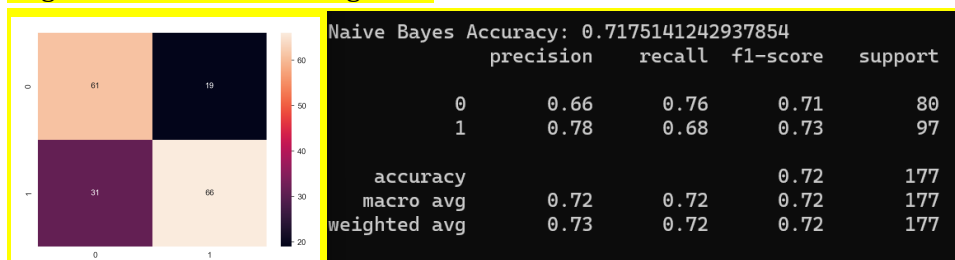 60
0
61
19
50
40
1
31
66
30
20
0 1
Naive Bayes Accuracy: 0.7175141242937854
precision recall f1-score support
0 0.66 0.76 0.71 80
1 0.78 0.68 0.73 97
accuracy 0.72 177
macro avg 0.72 0.72 0.72 177
weighted avg 0.73 0.72 0.72 177